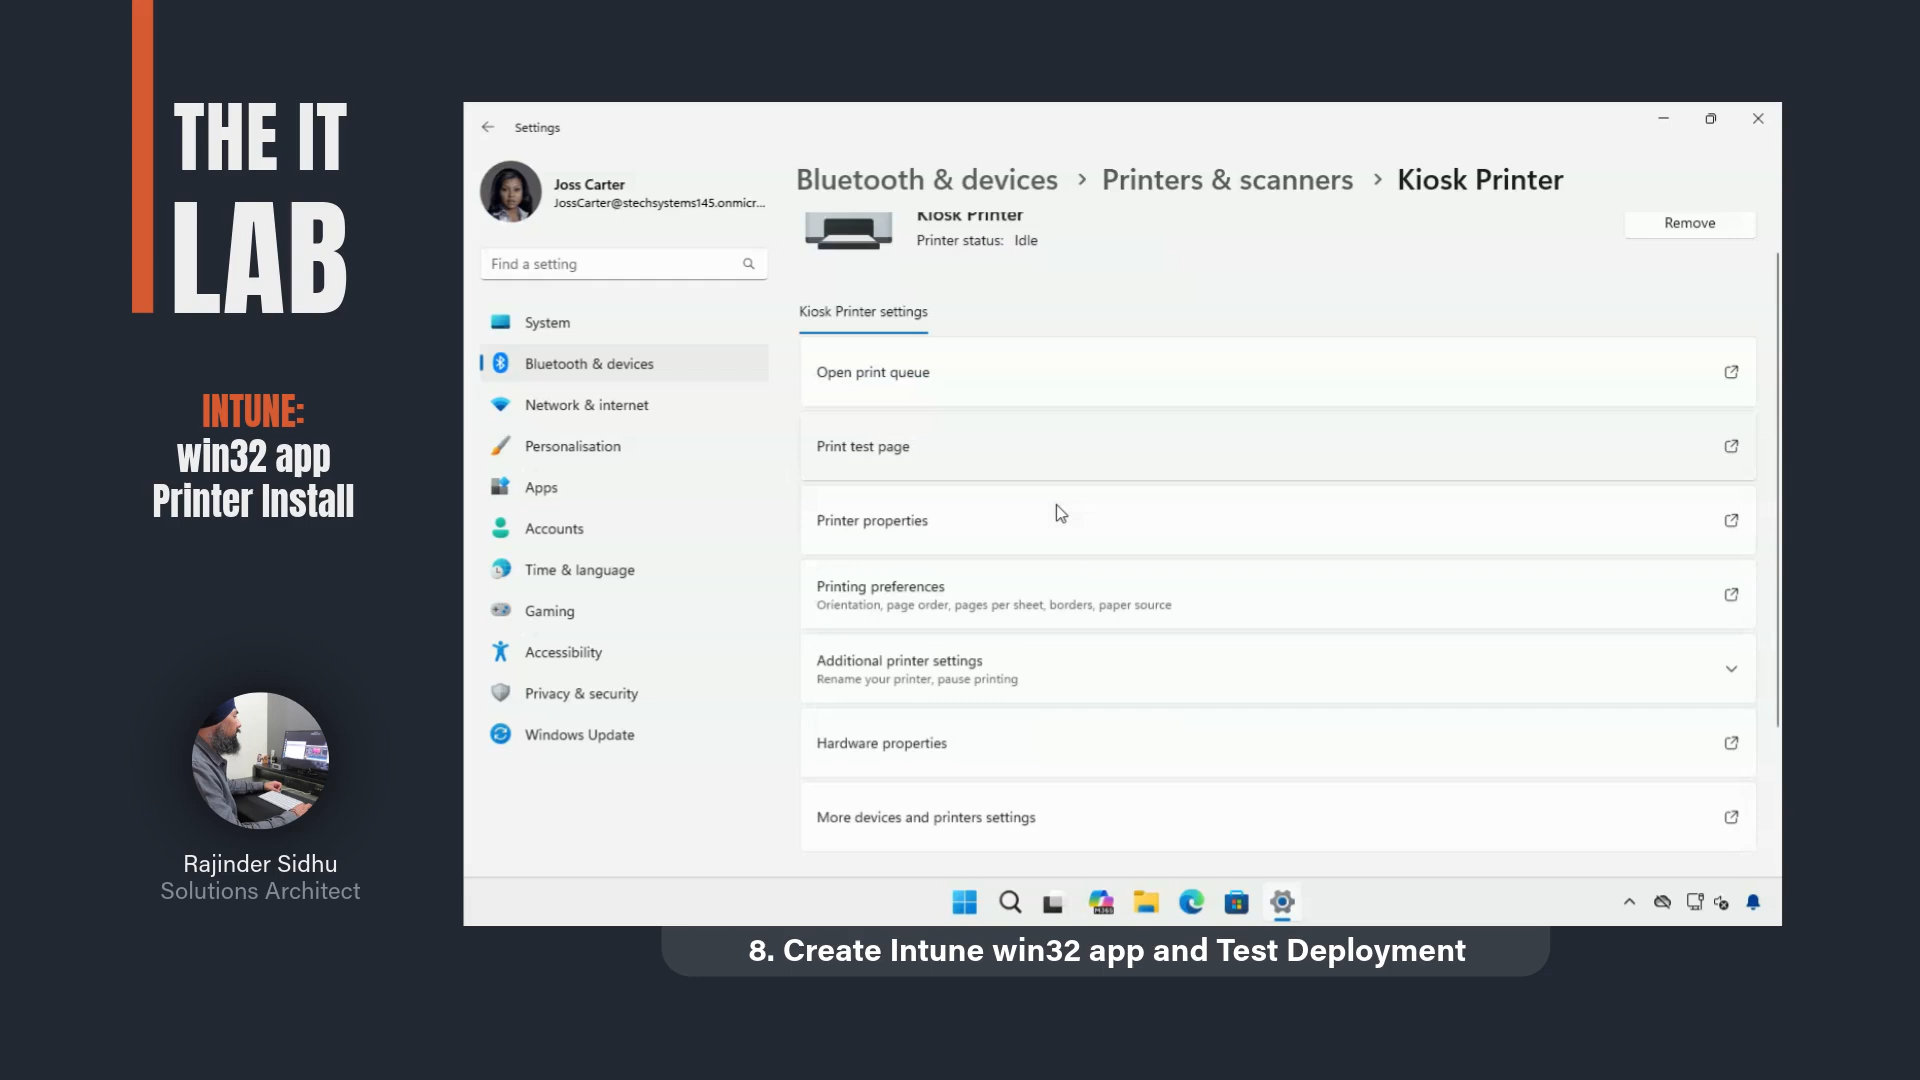 THE IT
LAB
INTUNE:
win32 app
Printer Install
Rajinder Sidhu
Solutions Architect
Settings
Joss Carter
JossCarter@stechsystems145.onmicr...
Find a setting
System
Bluetooth & devices
Network & internet
Personalisation
Apps
Accounts
Time & language
Gaming
Accessibility
Privacy & security
Windows Update
Bluetooth & devices > Printers & scanners > Kiosk Printer
Kiosk Printer
Printer status: Idle
Remove
Kiosk Printer settings
Open print queue
Print test page
Printer properties
Printing preferences
Orientation, page order, pages per sheet, borders, paper source
Additional printer settings
Rename your printer, pause printing
Hardware properties
More devices and printers settings
M365
8. Create Intune win32 app and Test Deployment